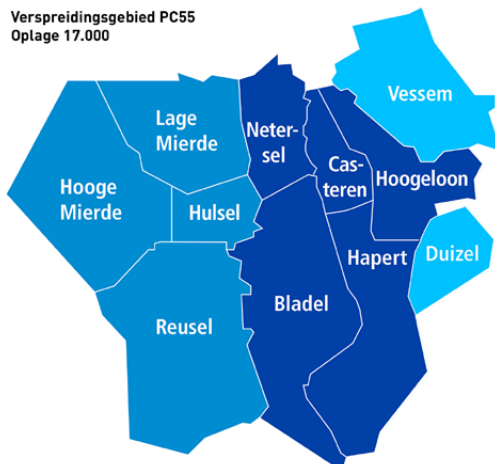 Verspreidingsgebied PC55
Oplage 17.000
Vessem
Lage
Mierde
Neter-
sel
Cas-
teren
Hoogeloon
Hooge
Mierde
Hulsel
Hapert
Duizel
Reusel
Bladel